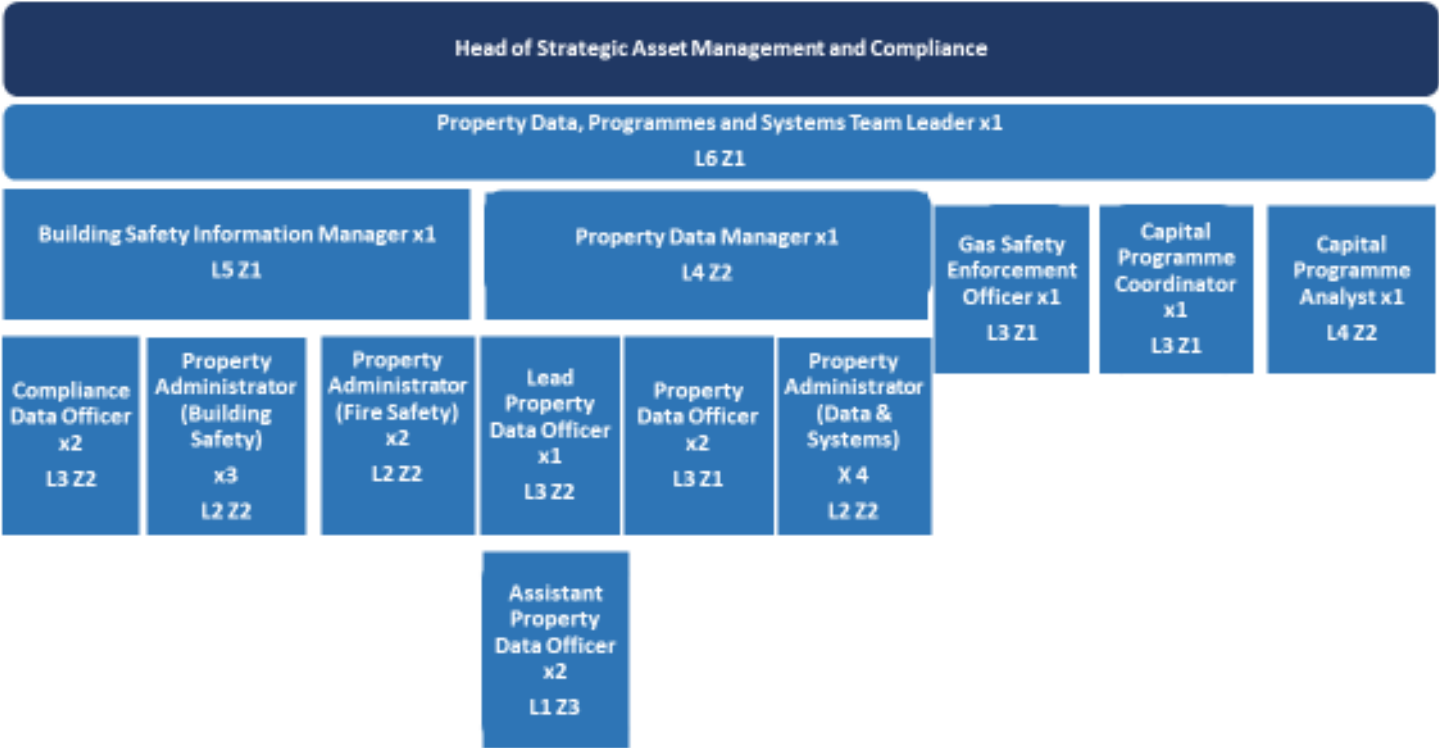 Head of Strategic Asset Management and Compliance
Property Data, Programmes and Systems Team Leader x1
L6 Z1
Building Safety Information Manager x1
L5 Z1
Property Data Manager x1
L4 Z2
Gas Safety
Enforcement
Officer x1
L3 Z1
Capital
Programme
Coordinator
x1
L3 Z1
Capital
Programme
Analyst x1
L4 Z2
Compliance
Data Officer
x2
L3 Z2
Property
Administrator
(Building
Safety)
x3
L2 Z2
Property
Administrator
(Fire Safety)
x2
L2 Z2
Lead
Property
Data Officer
x1
L3 Z2
Property
Data Officer
x2
L3 Z1
Property
Administrator
(Data &
Systems)
X 4
L2 Z2
Assistant
Property
Data Officer
x2
L1 Z3